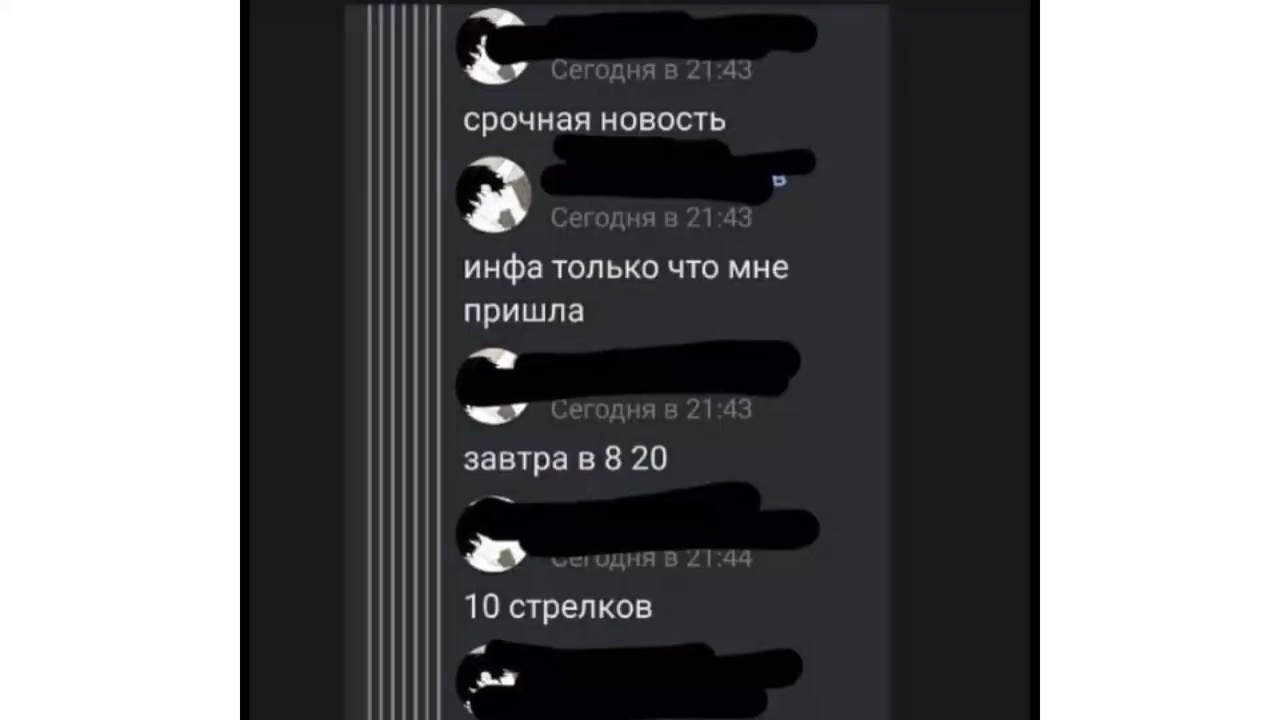 Сегодня в 21:43
срочная новость
в
Сегодня в 21:43
инфа только что мне
пришла
Сегодня в 21:43
завтра в 8 20
Сегодня в 21:44
10 стрелков